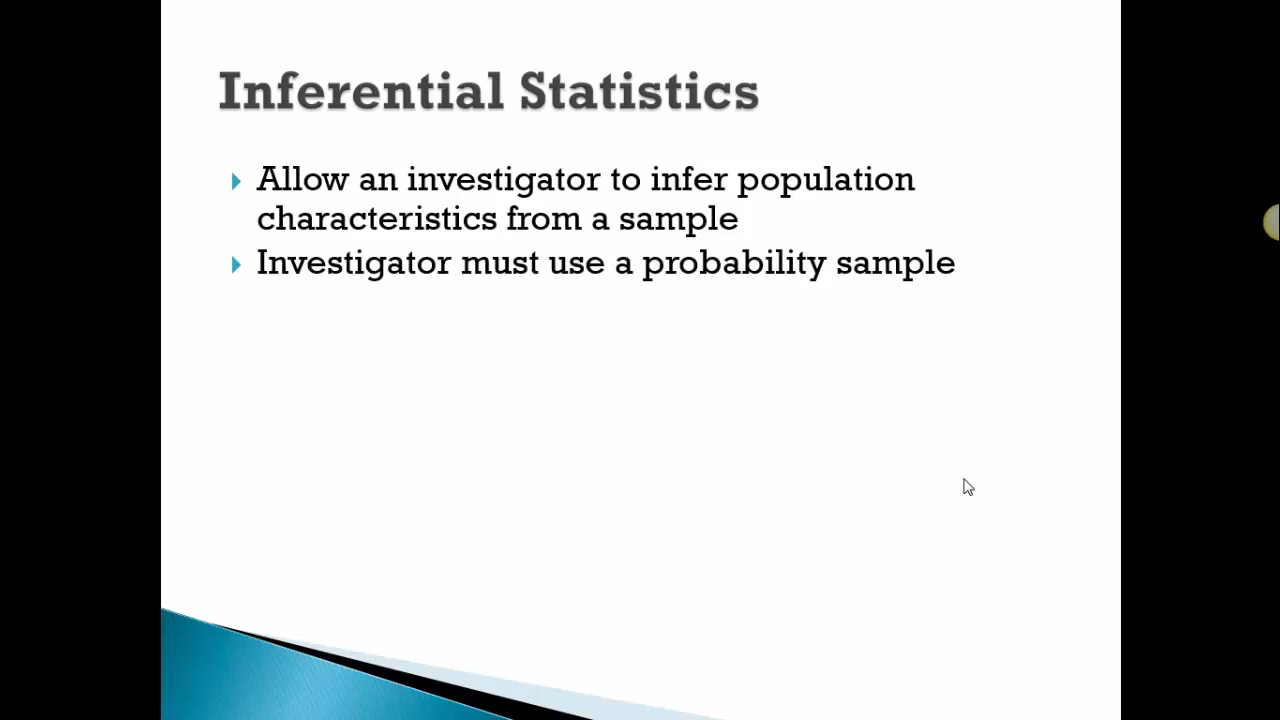 Inferential Statistics
Allow an investigator to infer population
characteristics from a sample
Investigator must use a probability sample